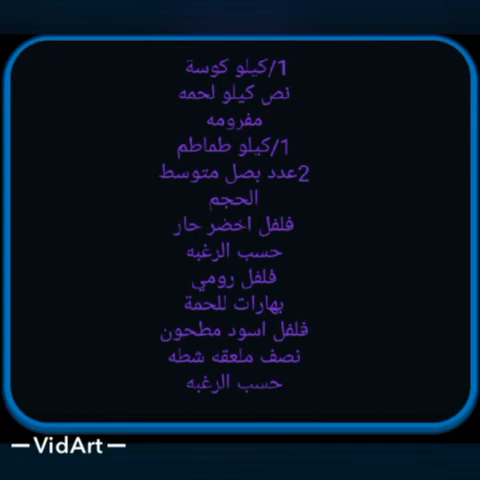 1/كيلو كوسة
نص كيلو لحمه
مفرومه
1/كيلو طماطم
2عدد بصل متوسط
الحجم
فلفل اخضر حار
حسب الرغبه
فلفل رومي
بهارات للحمة
فلفل اسود مطحون
نصف ملعقه شطه
حسب الرغبه
—VidArt—